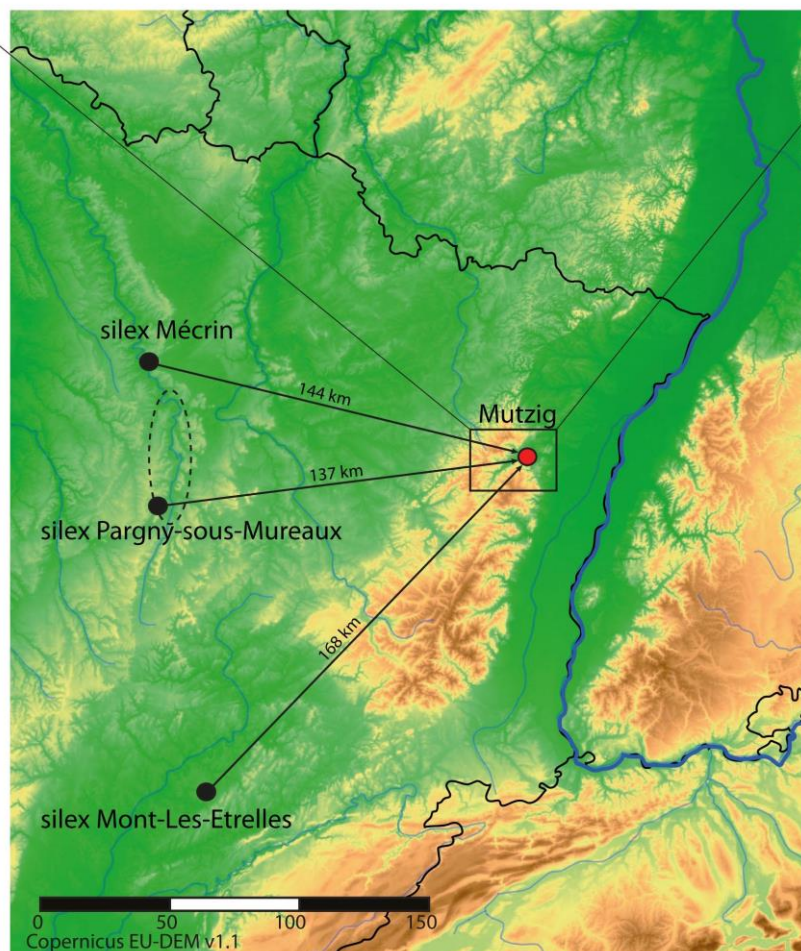 silex Mécrin
144 km
Mutzig
137 km
silex Pargny-sous-Mureaux
168 km
silex Mont-Les-Etrelles
0 50 100 150
Copernicus EU-DEM v1.1